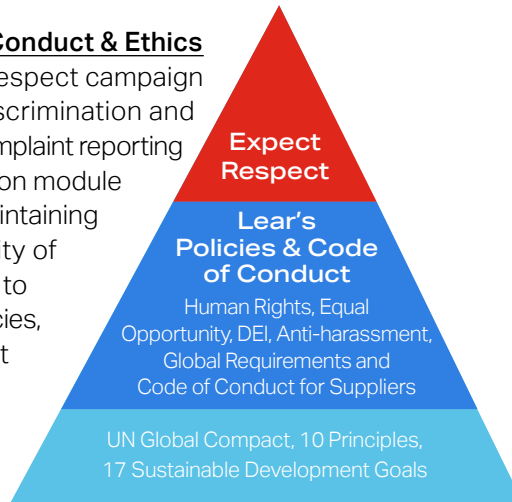 Conduct & Ethics
espect campaign
scrimination and
mplaint reporting
on module
intaining
ity of
to
cies,
t
Expect
Respect
Lear's
Policies & Code
of Conduct
Human Rights, Equal
Opportunity, DEI, Anti-harassment,
Global Requirements and
Code of Conduct for Suppliers
UN Global Compact, 10 Principles,
17 Sustainable Development Goals